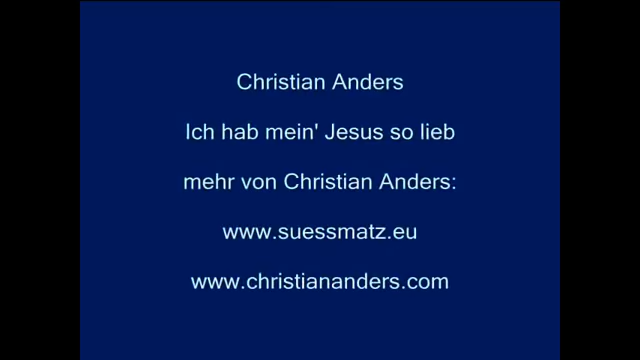 Christian Anders
Ich hab mein' Jesus so lieb
mehr von Christian Anders:
www.suessmatz.eu
www.christiananders.com